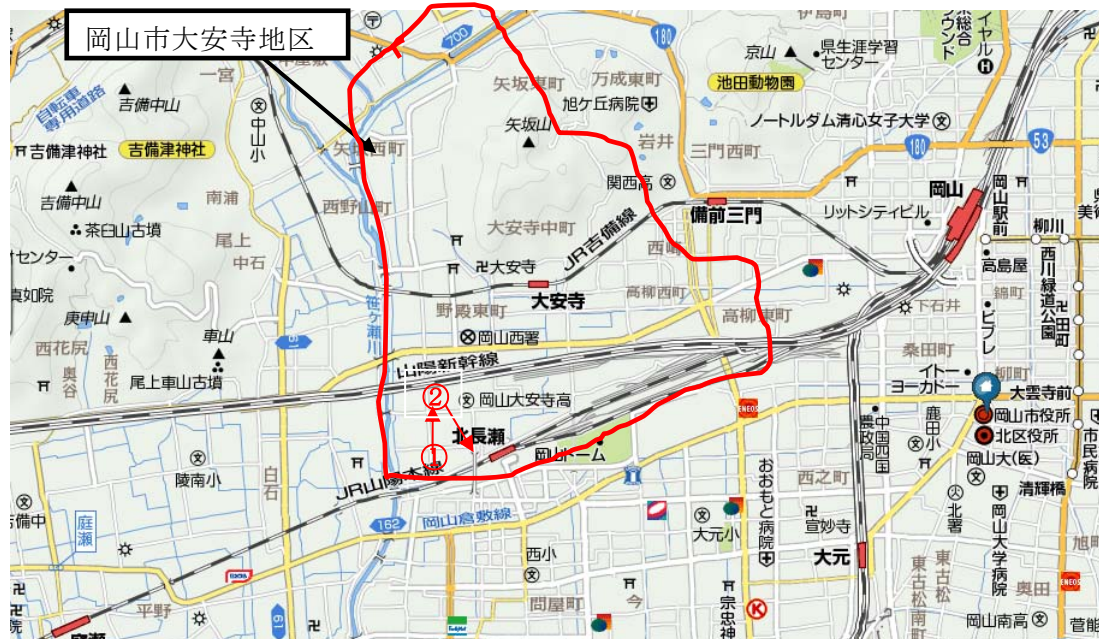 岡山市大安寺地区
一宮
自転車
専用道路
吉備中山
中山小
吉備津神社
吉備津神社
南浦
吉備中山
茶臼山古墳
尾上
中石
センター
真如院
庚申山
車山
西花尻
奥谷
西花尻
尾上車山古墳
61
700
180
矢坂東町
万成東町
旭ケ丘病院
矢坂山
岩井
三門西町
関西高
西野山町
大安寺中町
JR吉備線
備前三門
大安寺
大安寺
笹ヶ瀬川
野殿東町
高柳西町
高柳東町
岡山西署
山陽新幹線
②
岡山大安寺高
北長瀬
①
JR山陽本線
岡山ドーム
陵南小
白石
庭瀬
162
岡山倉敷線
平野
61
西小
問屋町
今
大元小
おおもと病院
宗忠神
ENEOS
伊島町
京山
県生涯学習
センター
池田動物園
ノートルダム清心女子大学
180
53
岡山
岡山駅前
リットシティビル
柳川
高島屋
錦町
西川緑道公園
田町
下石井
ビブレ
桑田町
イトー
ヨーカドー
柳町
大雲寺前
岡山市役所
北区役所
鹿田小
中国四国
農政局
岡山大(医)
市民病院
清輝橋
西之町
宣妙寺
大元
北署
岡山大学病院
東古松
東古松南町
奥田
旭町
ENEOS
岡山南高